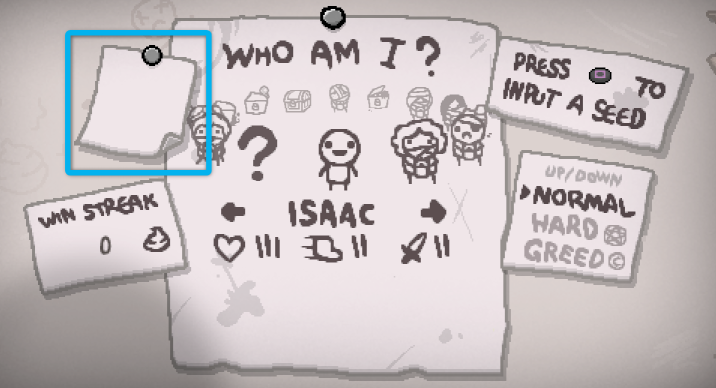 WHO AM I?
?
ISAAC
WIN STREAK
0
PRESS TO
INPUT A SEED
UP/DOWN
NORMAL
HARD
GREED